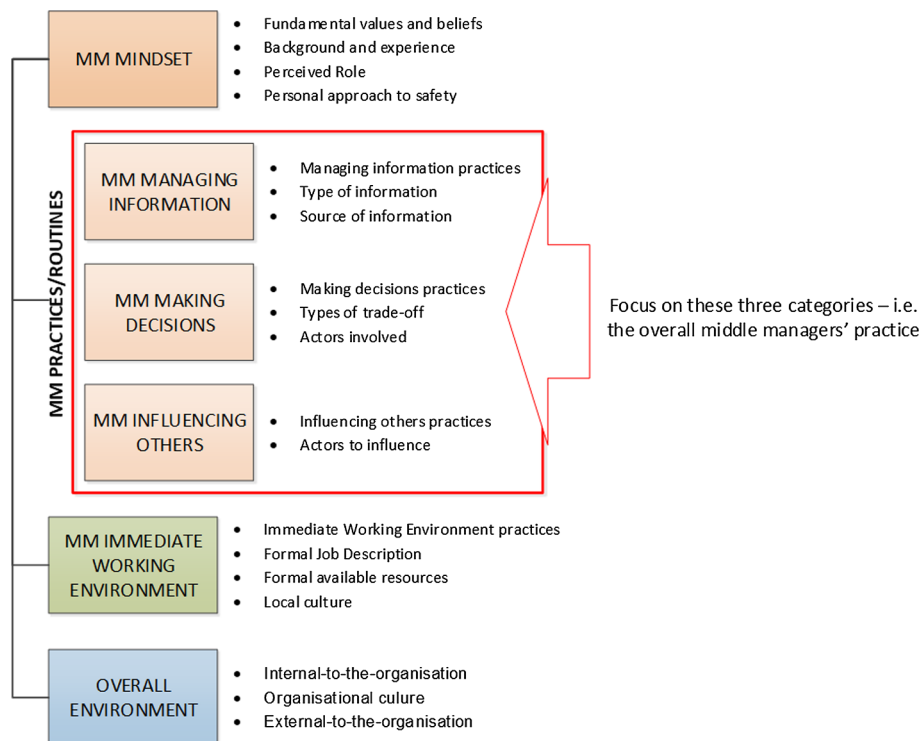 MM MINDSET
• Fundamental values and beliefs
• Background and experience
• Perceived Role
• Personal approach to safety
MM PRACTICES/ROUTINES
MM MANAGING
INFORMATION
• Managing information practices
• Type of information
• Source of information
MM MAKING
DECISIONS
• Making decisions practices
• Types of trade-off
• Actors involved
MM INFLUENCING
OTHERS
• Influencing others practices
• Actors to influence
Focus on these three categories – i.e.
the overall middle managers’ practice
MM IMMEDIATE
WORKING
ENVIRONMENT
• Immediate Working Environment practices
• Formal Job Description
• Formal available resources
• Local culture
OVERALL
ENVIRONMENT
• Internal-to-the-organisation
• Organisational culure
• External-to-the-organisation